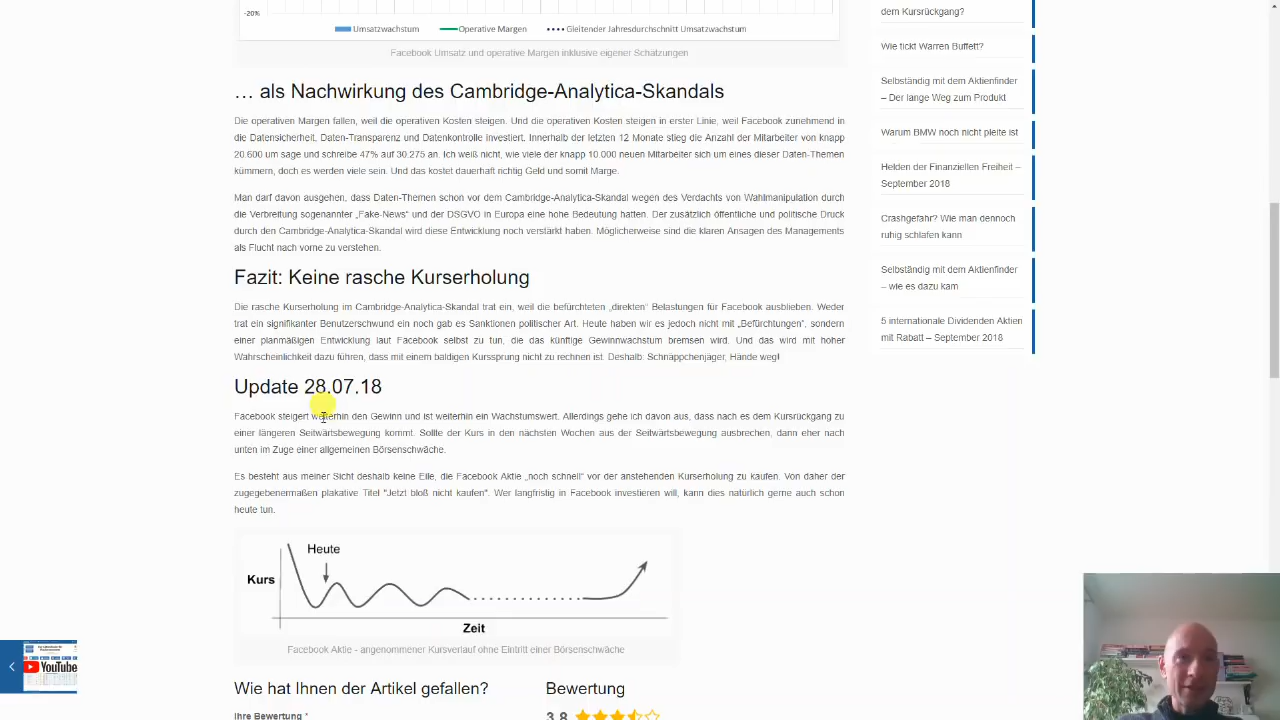 -20%
Umsatzwachstum Operative Margen Gleitender Jahresdurchschnitt Umsatzwachstum
Facebook Umsatz und operative Margen inklusive eigener Schätzungen
… als Nachwirkung des Cambridge-Analytica-Skandals
Die operativen Margen fallen, weil die operativen Kosten steigen. Und die operativen Kosten steigen in erster Linie, weil Facebook zunehmend in
die Datensicherheit, Daten-Transparenz und Datenkontrolle investiert. Innerhalb der letzten 12 Monate stieg die Anzahl der Mitarbeiter von knapp
20.600 um sage und schreibe 47% auf 30.275 an. Ich weiß nicht, wie viele der knapp 10.000 neuen Mitarbeiter sich um eines dieser Daten-Themen
kümmern, doch es werden viele sein. Und das kostet dauerhaft richtig Geld und somit Marge.
Man darf davon ausgehen, dass Daten-Themen schon vor dem Cambridge-Analytica-Skandal wegen des Verdachts von Wahlmanipulation durch
die Verbreitung sogenannter „Fake-News“ und der DSGVO in Europa eine hohe Bedeutung hatten. Der zusätzlich öffentliche und politische Druck
durch den Cambridge-Analytica-Skandal wird diese Entwicklung noch verstärkt haben. Möglicherweise sind die klaren Ansagen des Managements
als Flucht nach vorne zu verstehen.
Fazit: Keine rasche Kurserholung
Die rasche Kurserholung im Cambridge-Analytica-Skandal trat ein, weil die befürchteten „direkten“ Belastungen für Facebook ausblieben. Weder
trat ein signifikanter Benutzerschwund ein noch gab es Sanktionen politischer Art. Heute haben wir es jedoch nicht mit „Befürchtungen“, sondern
einer planmäßigen Entwicklung laut Facebook selbst zu tun, die das künftige Gewinnwachstum bremsen wird. Und das wird mit hoher
Wahrscheinlichkeit dazu führen, dass mit einem baldigen Kurssprung nicht zu rechnen ist. Deshalb: Schnäppchenjäger, Hände weg!
Update 28.07.18
Facebook steigert weiterhin den Gewinn und ist weiterhin ein Wachstumswert. Allerdings gehe ich davon aus, dass nach es dem Kursrückgang zu
einer längeren Seitwärtsbewegung kommt. Sollte der Kurs in den nächsten Wochen aus der Seitwärtsbewegung ausbrechen, dann eher nach
unten im Zuge einer allgemeinen Börsenschwäche.
Es besteht aus meiner Sicht deshalb keine Eile, die Facebook Aktie „noch schnell“ vor der anstehenden Kurserholung zu kaufen. Von daher der
zugegebenermaßen plakative Titel "Jetzt bloß nicht kaufen". Wer langfristig in Facebook investieren will, kann dies natürlich gerne auch schon
heute tun.
Heute
Kurs
Zeit
Facebook Aktie - angenommener Kursverlauf ohne Eintritt einer Börsenschwäche
Wie hat Ihnen der Artikel gefallen?
Ihre Bewertung *
Bewertung
3,8
dem Kursrückgang?
Wie tickt Warren Buffett?
Selbständig mit dem Aktienfinder
– Der lange Weg zum Produkt
Warum BMW noch nicht pleite ist
Helden der Finanziellen Freiheit –
September 2018
Crashgefahr? Wie man dennoch
ruhig schlafen kann
Selbständig mit dem Aktienfinder
– wie es dazu kam
5 internationale Dividenden Aktien
mit Rabatt – September 2018
YouTube